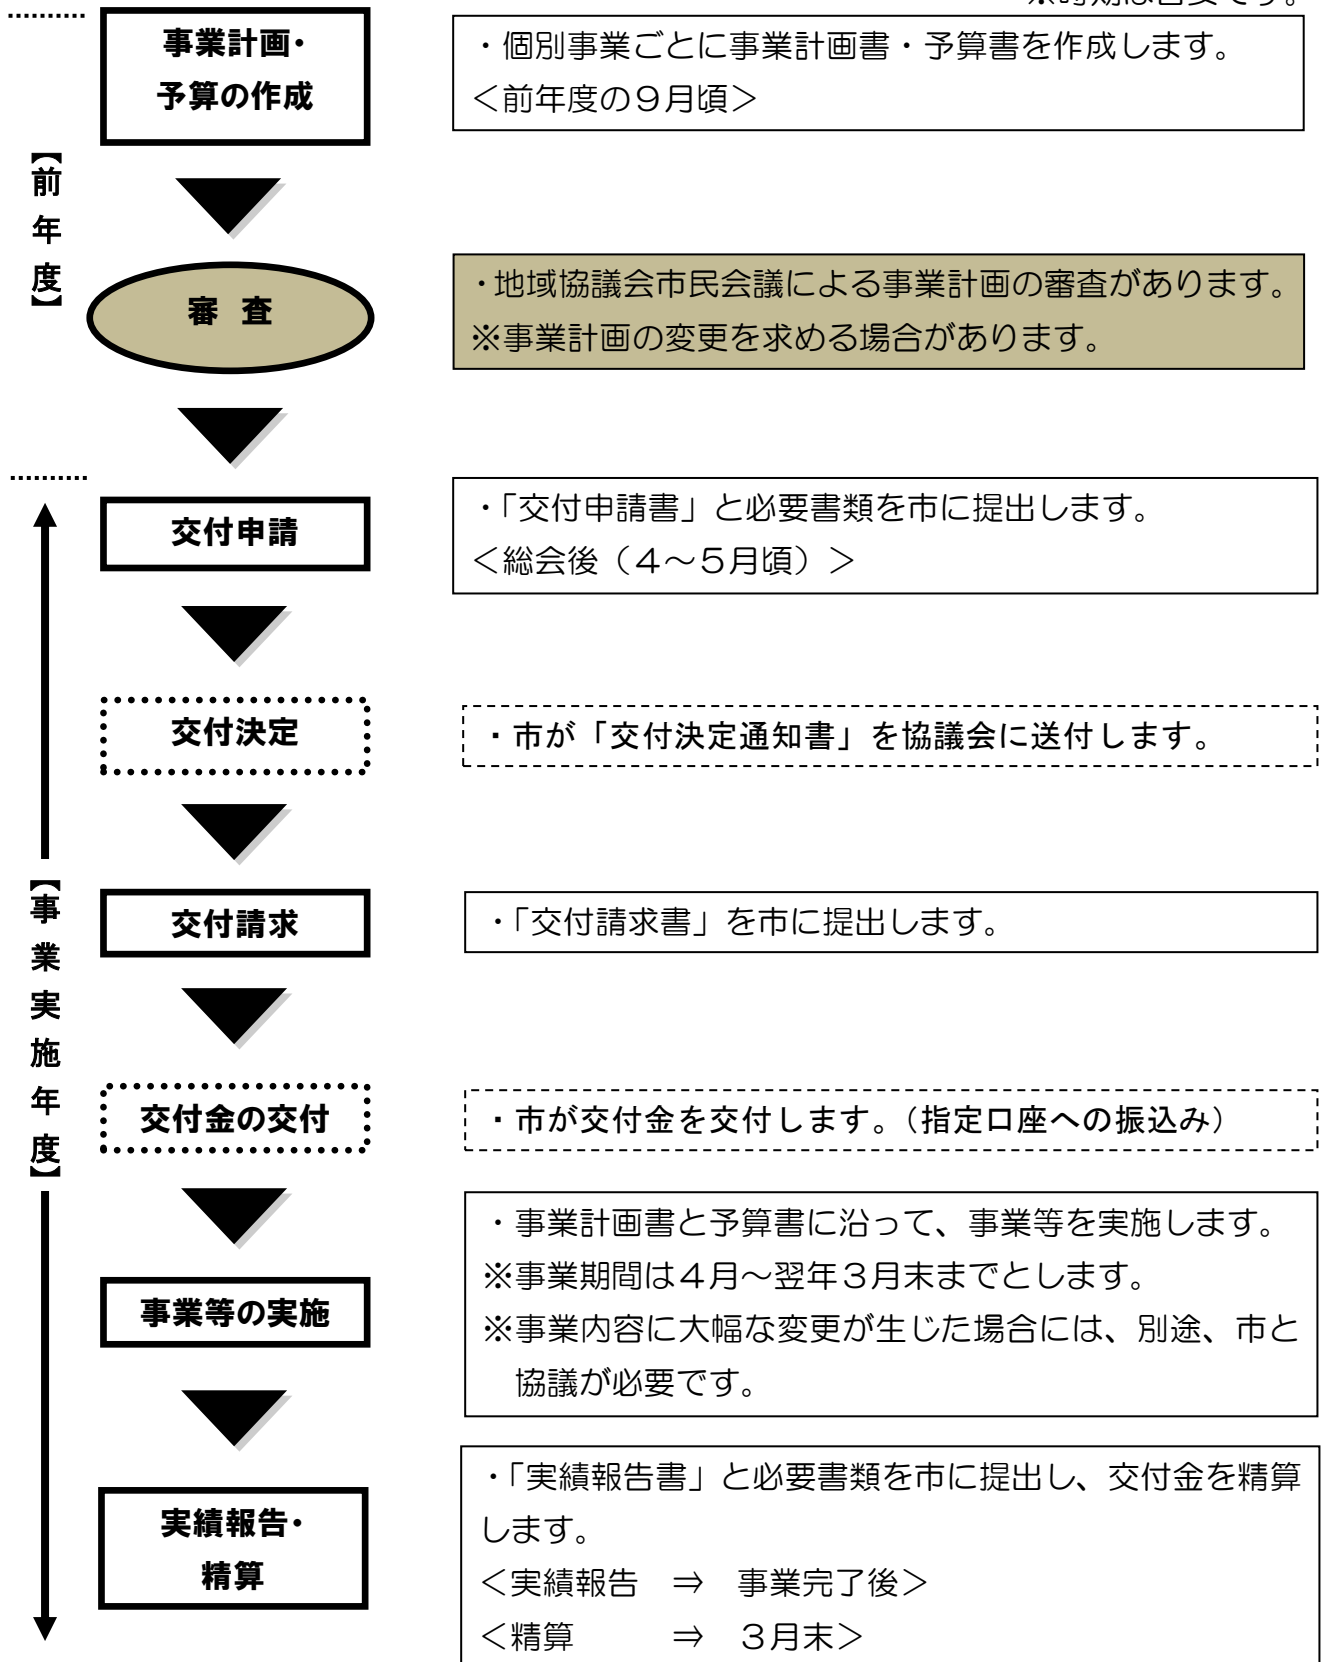 事業計画・
予算の作成
・個別事業ごとに事業計画書・予算書を作成します。
＜前年度の９月頃＞
【前年度】
審 査
・地域協議会市民会議による事業計画の審査があります。
※事業計画の変更を求める場合があります。
交付申請
・「交付申請書」と必要書類を市に提出します。
＜総会後（４～５月頃）＞
交付決定
・市が「交付決定通知書」を協議会に送付します。
【事業実施年度】
交付請求
・「交付請求書」を市に提出します。
交付金の交付
・市が交付金を交付します。（指定口座への振込み）
事業等の実施
・事業計画書と予算書に沿って、事業等を実施します。
※事業期間は４月～翌年３月末までとします。
※事業内容に大幅な変更が生じた場合には、別途、市と
協議が必要です。
実績報告・
精算
・「実績報告書」と必要書類を市に提出し、交付金を精算
します。
＜実績報告　⇒　事業完了後＞
＜精算　　　⇒　３月末＞